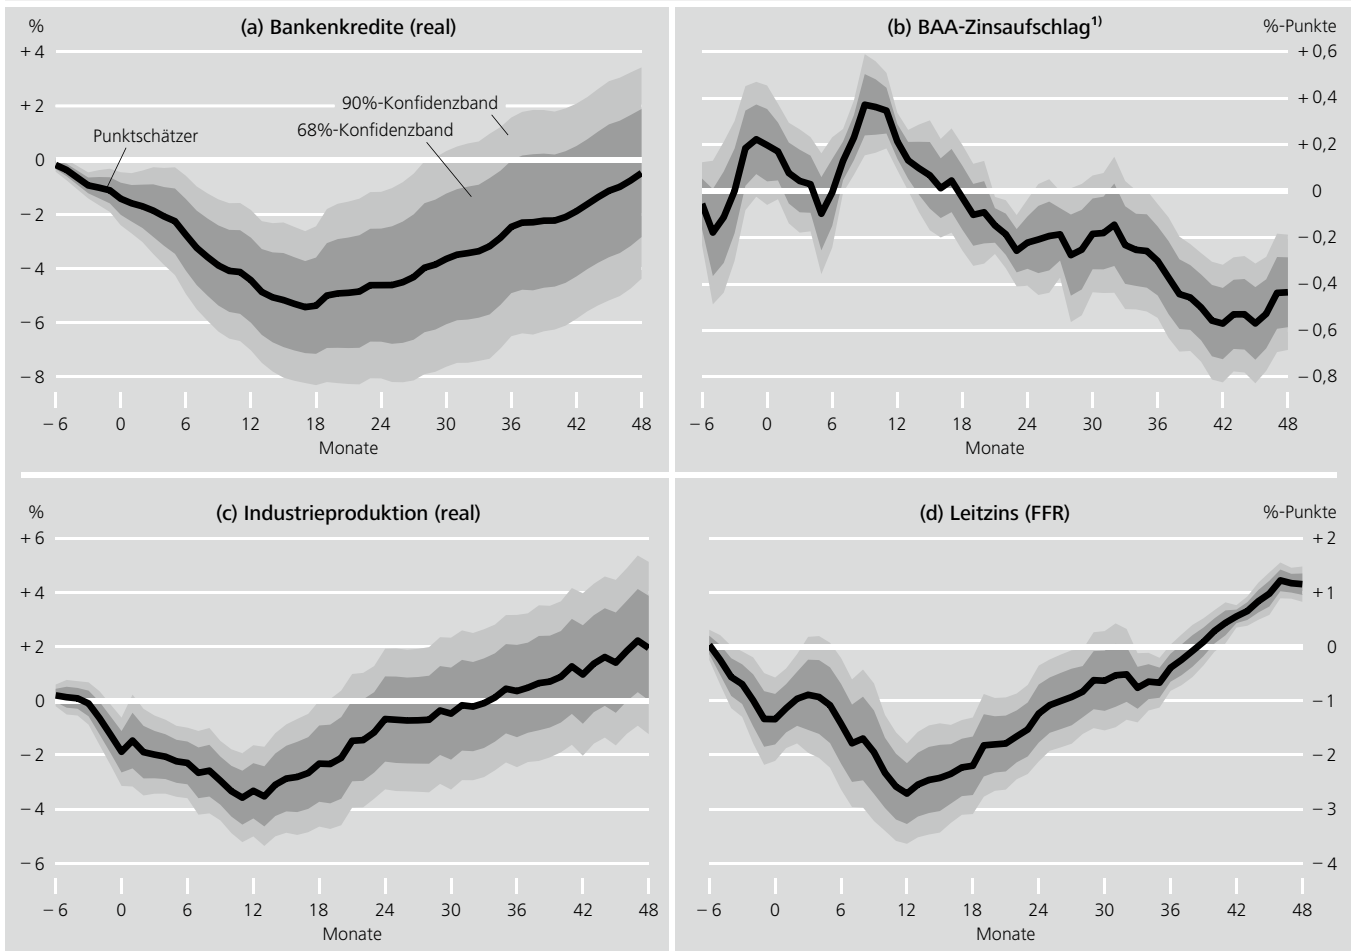 (a) Bankenkredite (real)
%
+ 4
+ 2
0
− 2
− 4
− 6
− 8
90%-Konfidenzband
68%-Konfidenzband
Punktschätzer
− 6 0 6 12 18 24 30 36 42 48
Monate
(b) BAA-Zinsaufschlag¹⁾
%-Punkte
+ 0,6
+ 0,4
+ 0,2
0
− 0,2
− 0,4
− 0,6
− 0,8
− 6 0 6 12 18 24 30 36 42 48
Monate
(c) Industrieproduktion (real)
%
+ 6
+ 4
+ 2
0
− 2
− 4
− 6
− 6 0 6 12 18 24 30 36 42 48
Monate
(d) Leitzins (FFR)
%-Punkte
+ 2
+ 1
0
− 1
− 2
− 3
− 4
− 6 0 6 12 18 24 30 36 42 48
Monate